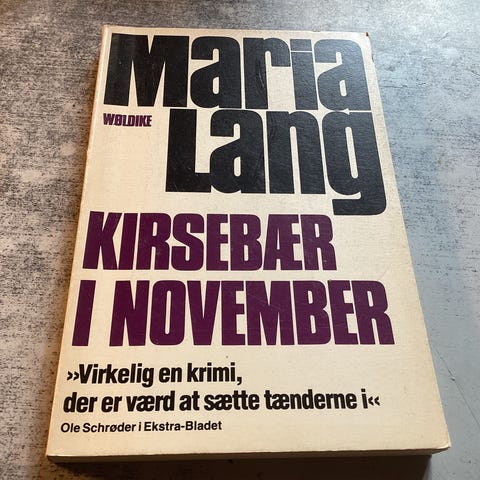 Maria
WØLDIKE
Lang
KIRSEBÆR
I NOVEMBER
»Virkelig en krimi,
der er værd at sætte tænderne i«
Ole Schrøder i Ekstra-Bladet